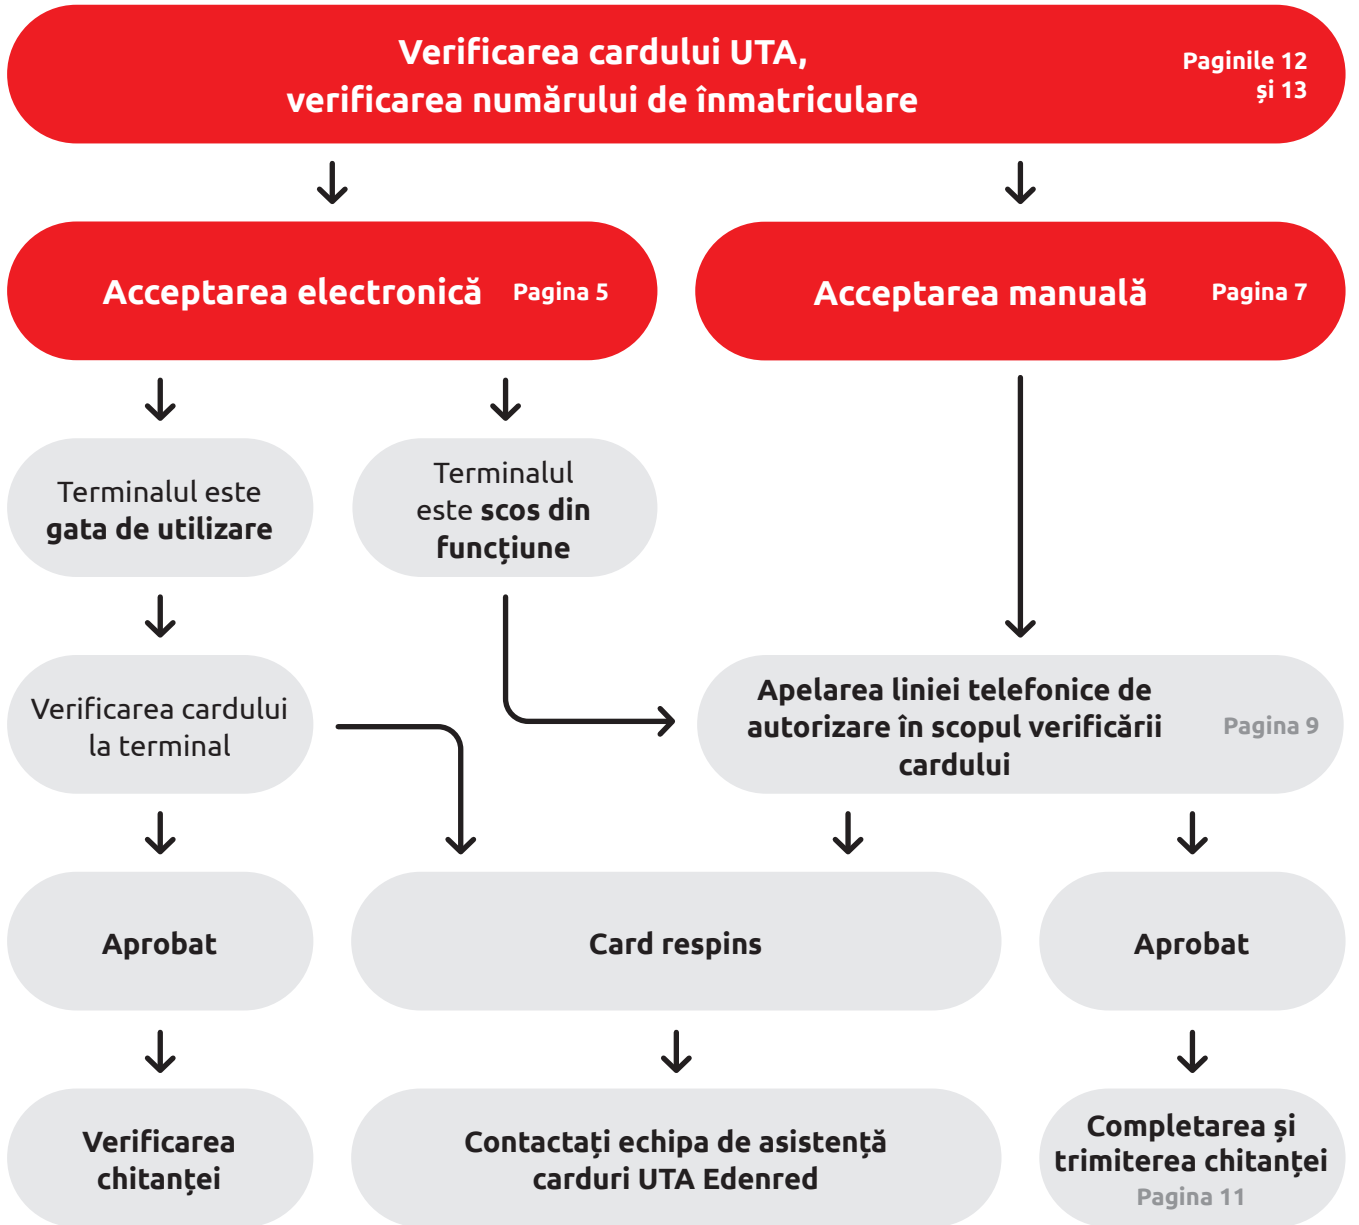 Verificarea cardului UTA,
verificarea numărului de înmatriculare
Paginile 12
și 13
Acceptarea electronică
Pagina 5
Acceptarea manuală
Pagina 7
Terminalul este
gata de utilizare
Terminalul
este scos din
funcțiune
Verificarea cardului
la terminal
Apelarea liniei telefonice de
autorizare în scopul verificării
cardului
Pagina 9
Aprobat
Card respins
Aprobat
Verificarea
chitanței
Contactați echipa de asistență
carduri UTA Edenred
Completarea și
trimiterea chitanței
Pagina 11